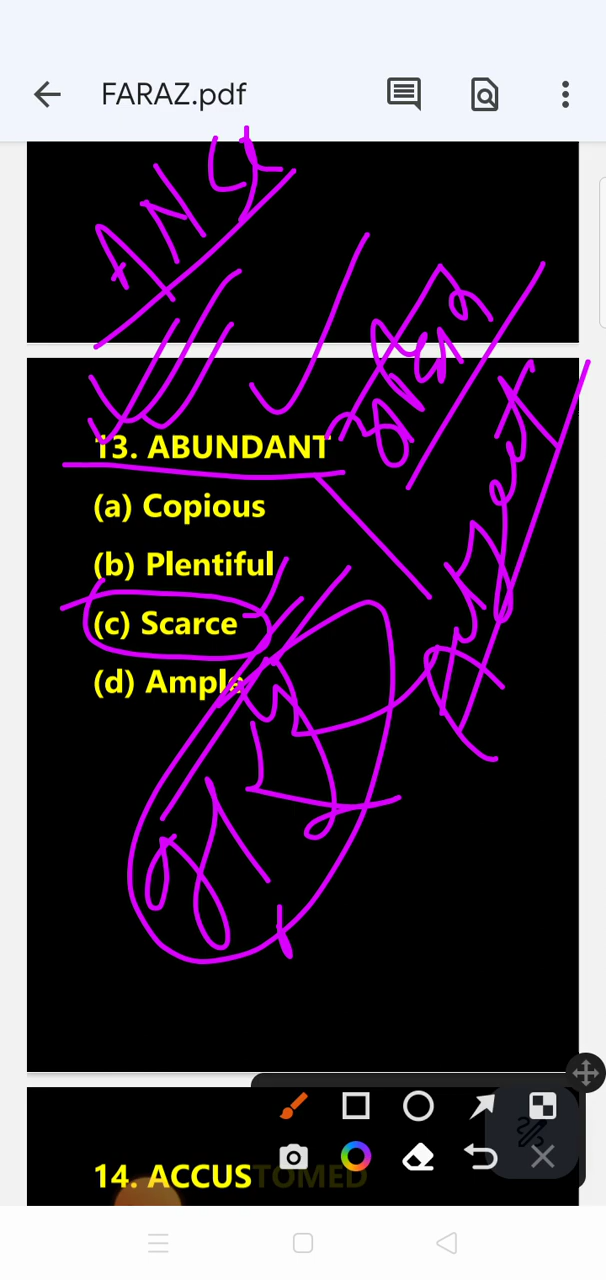 FARAZ.pdf
ANS
13. ABUNDANT
(a) Copious
(b) Plentiful
(c) Scarce
(d) Ample
14. ACCUSTOMED